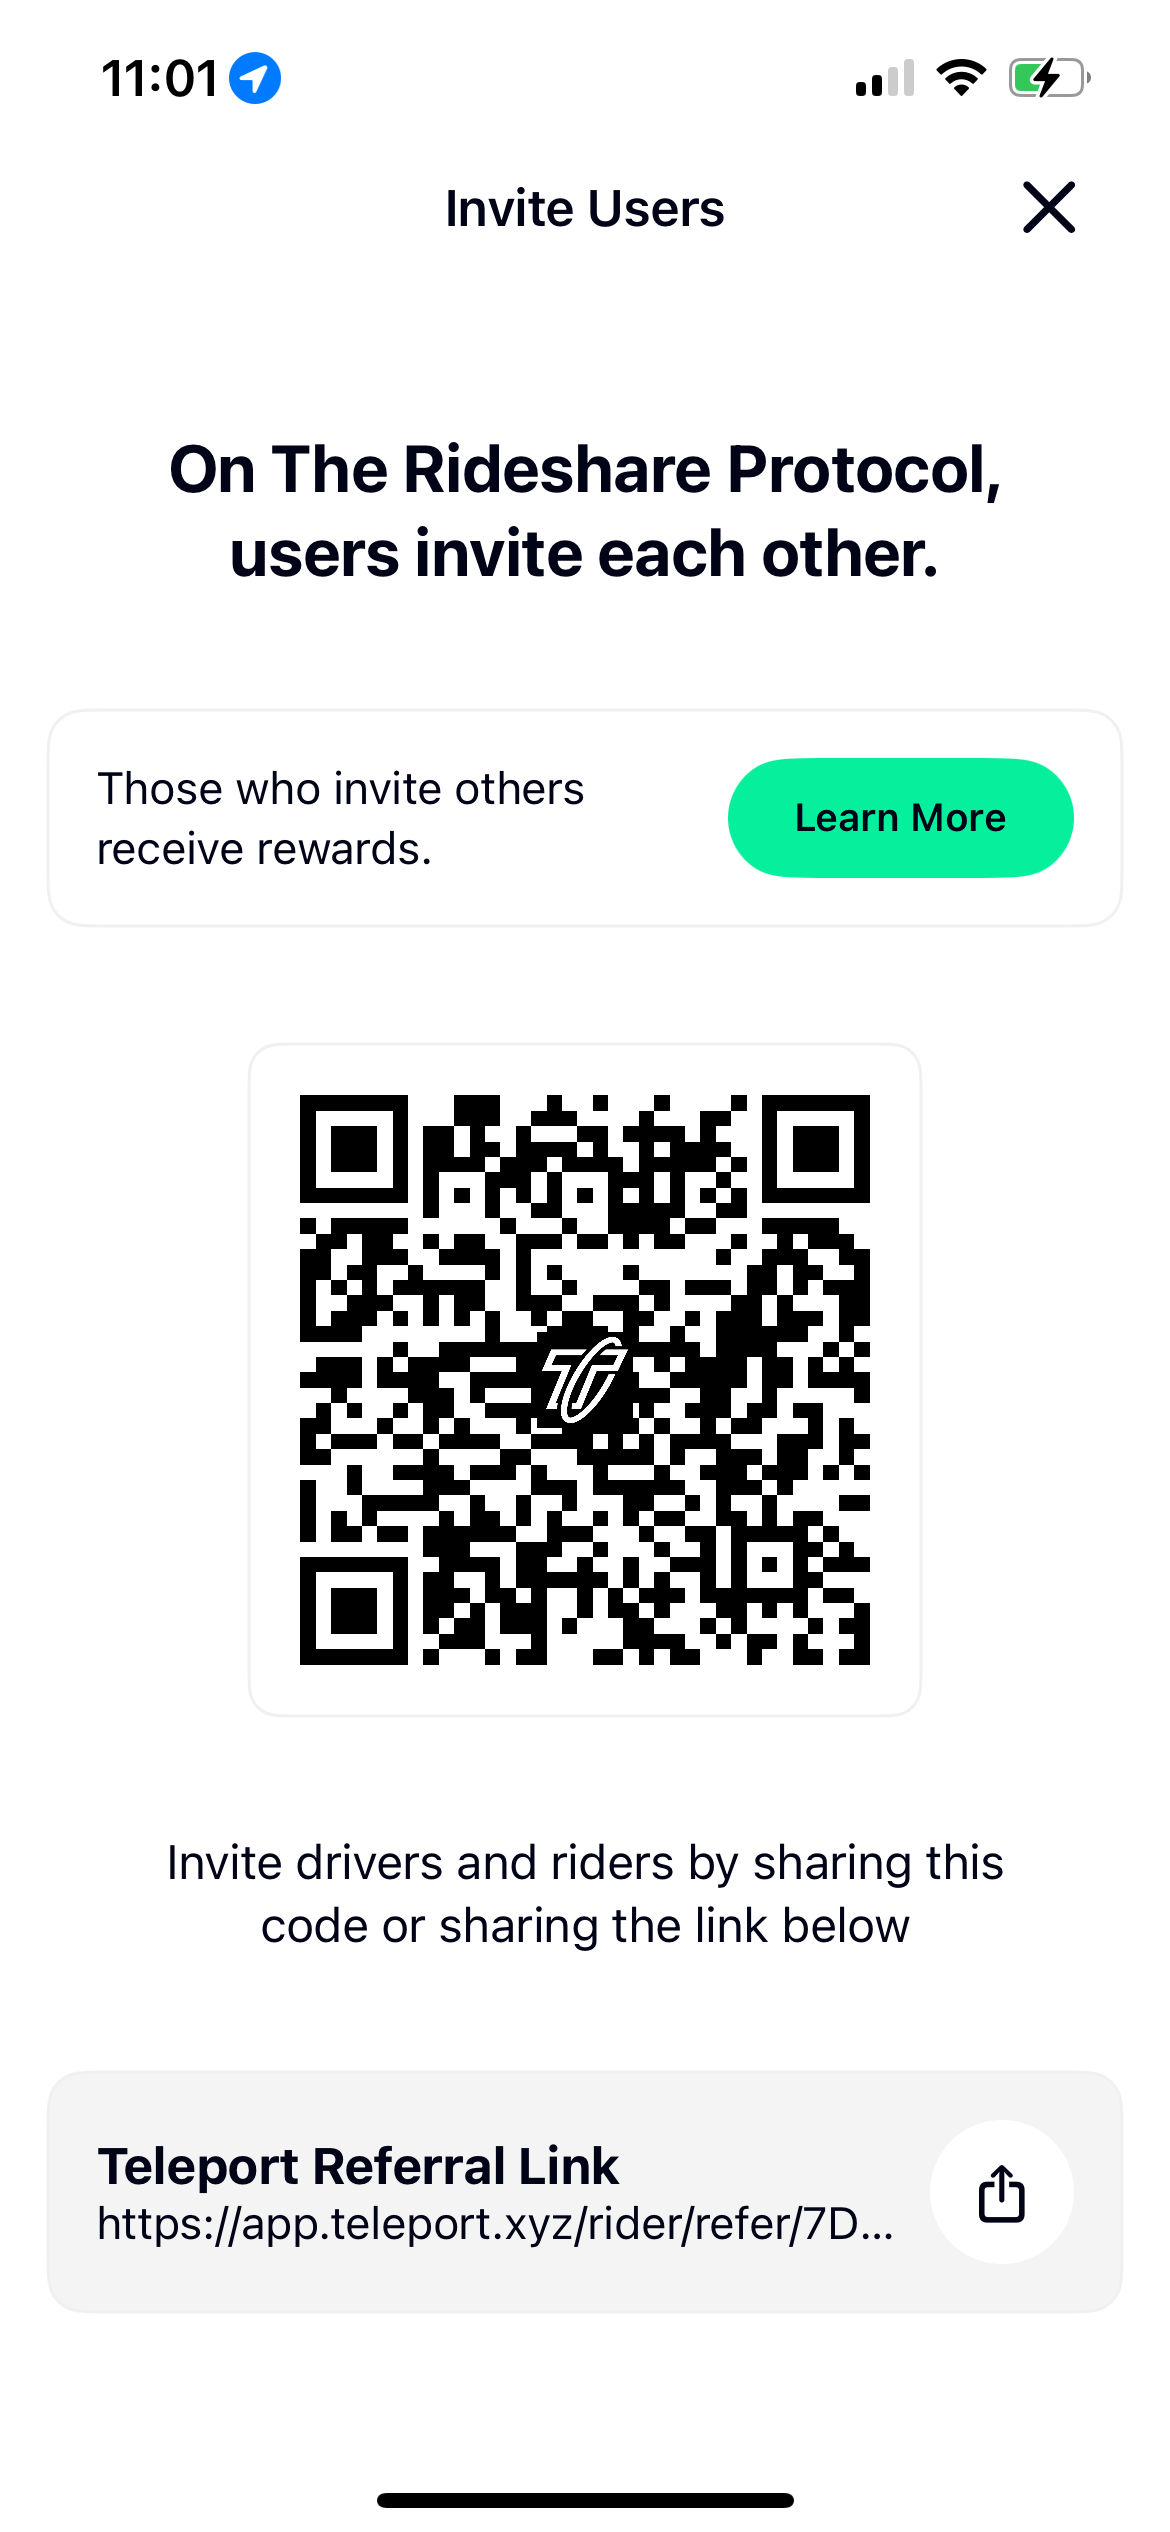 11:01
Invite Users
On The Rideshare Protocol,
users invite each other.
Those who invite others
receive rewards.
Learn More
Invite drivers and riders by sharing this
code or sharing the link below
Teleport Referral Link
https://app.teleport.xyz/rider/refer/7D...